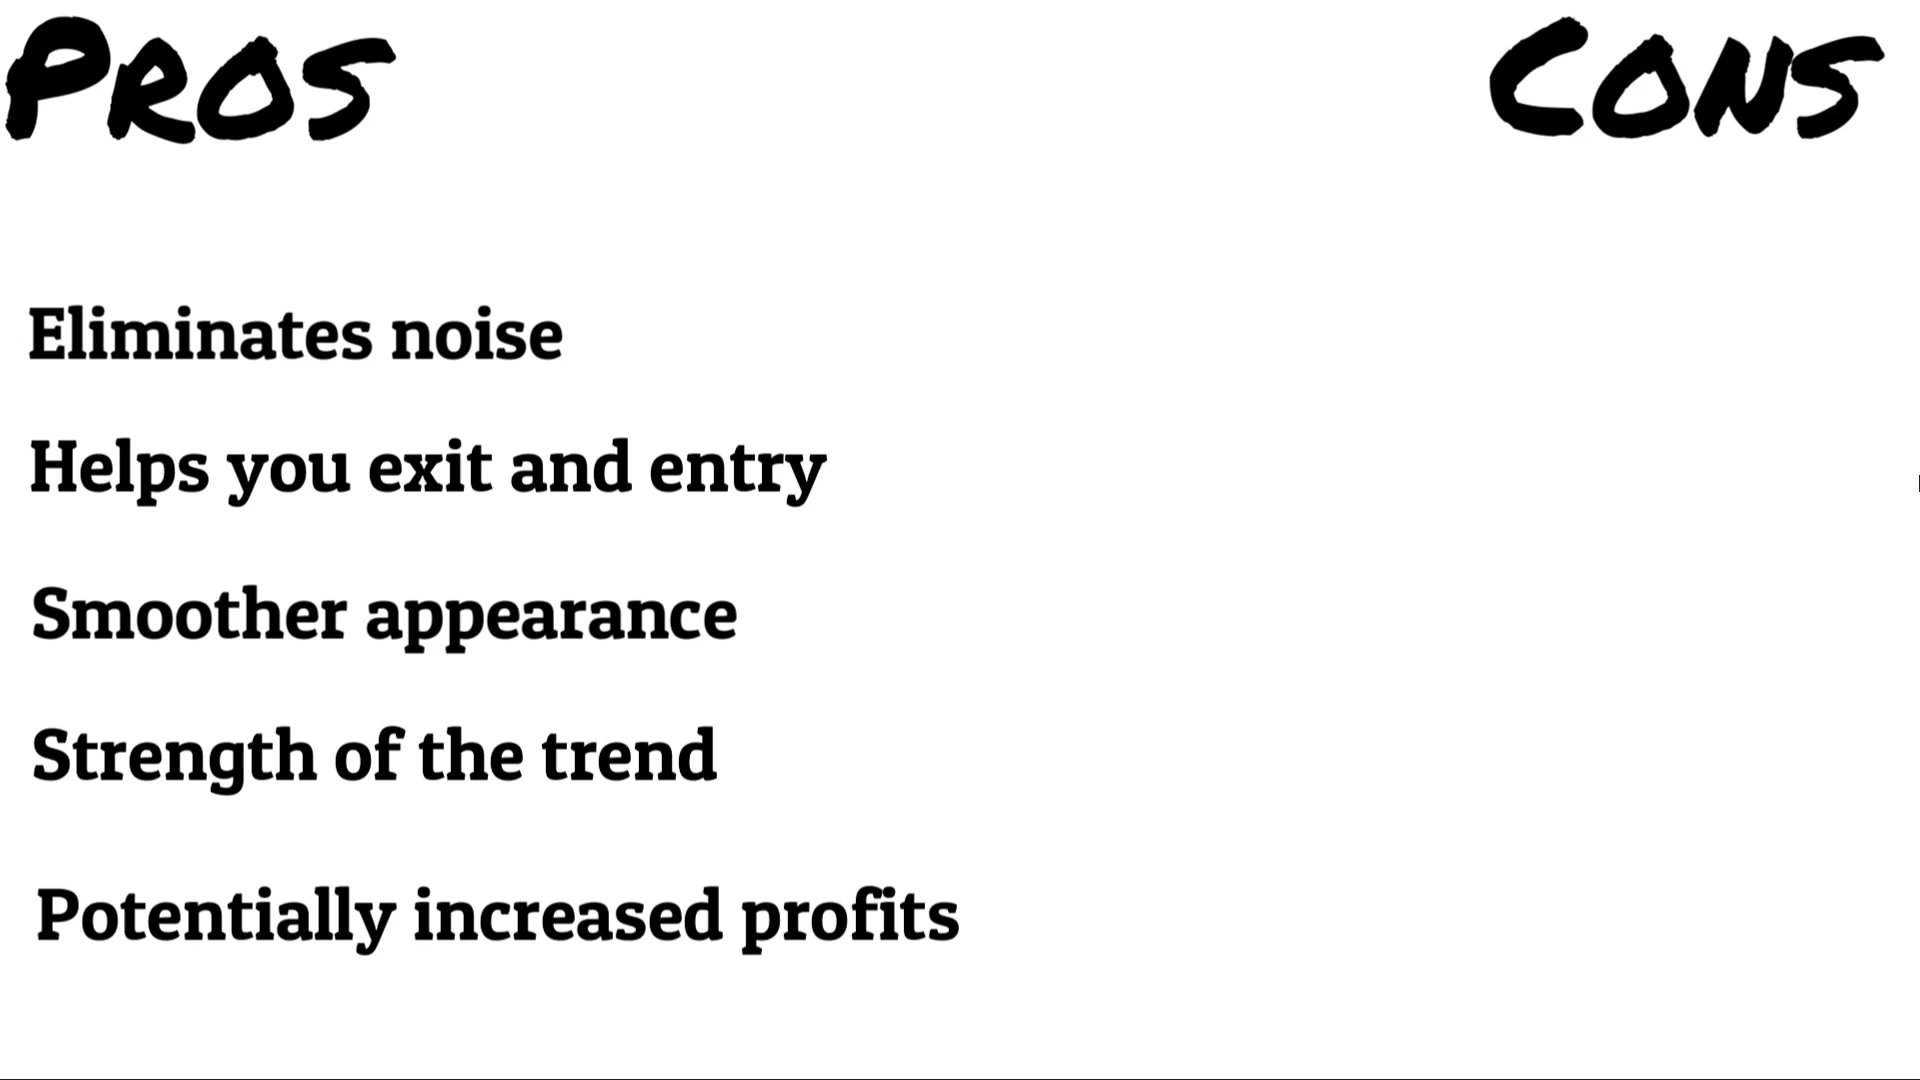 Pros
Cons
Eliminates noise
Helps you exit and entry
Smoother appearance
Strength of the trend
Potentially increased profits